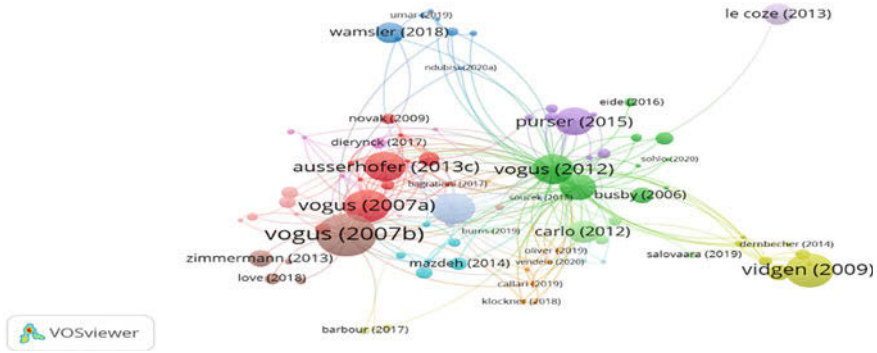 umar (2019)
le coze (2013)
wamsler (2018)
ndubisi (2020a)
eide (2016)
novak (2009)
purser (2015)
dierynck (2017)
ausserhofer (2013c)
vogus (2012)
sohlo (2020)
bagrationi (2017)
soucek (2018)
busby (2006)
vogus (2007a)
burns (2019)
carlo (2012)
vogus (2007b)
dernbecher (2014)
oliver (2019)
salovaara (2019)
zimmermann (2013)
mazdeh (2014)
vendelø (2020)
vidgen (2009)
love (2018)
callari (2019)
klockner (2018)
barbour (2017)
VOSviewer